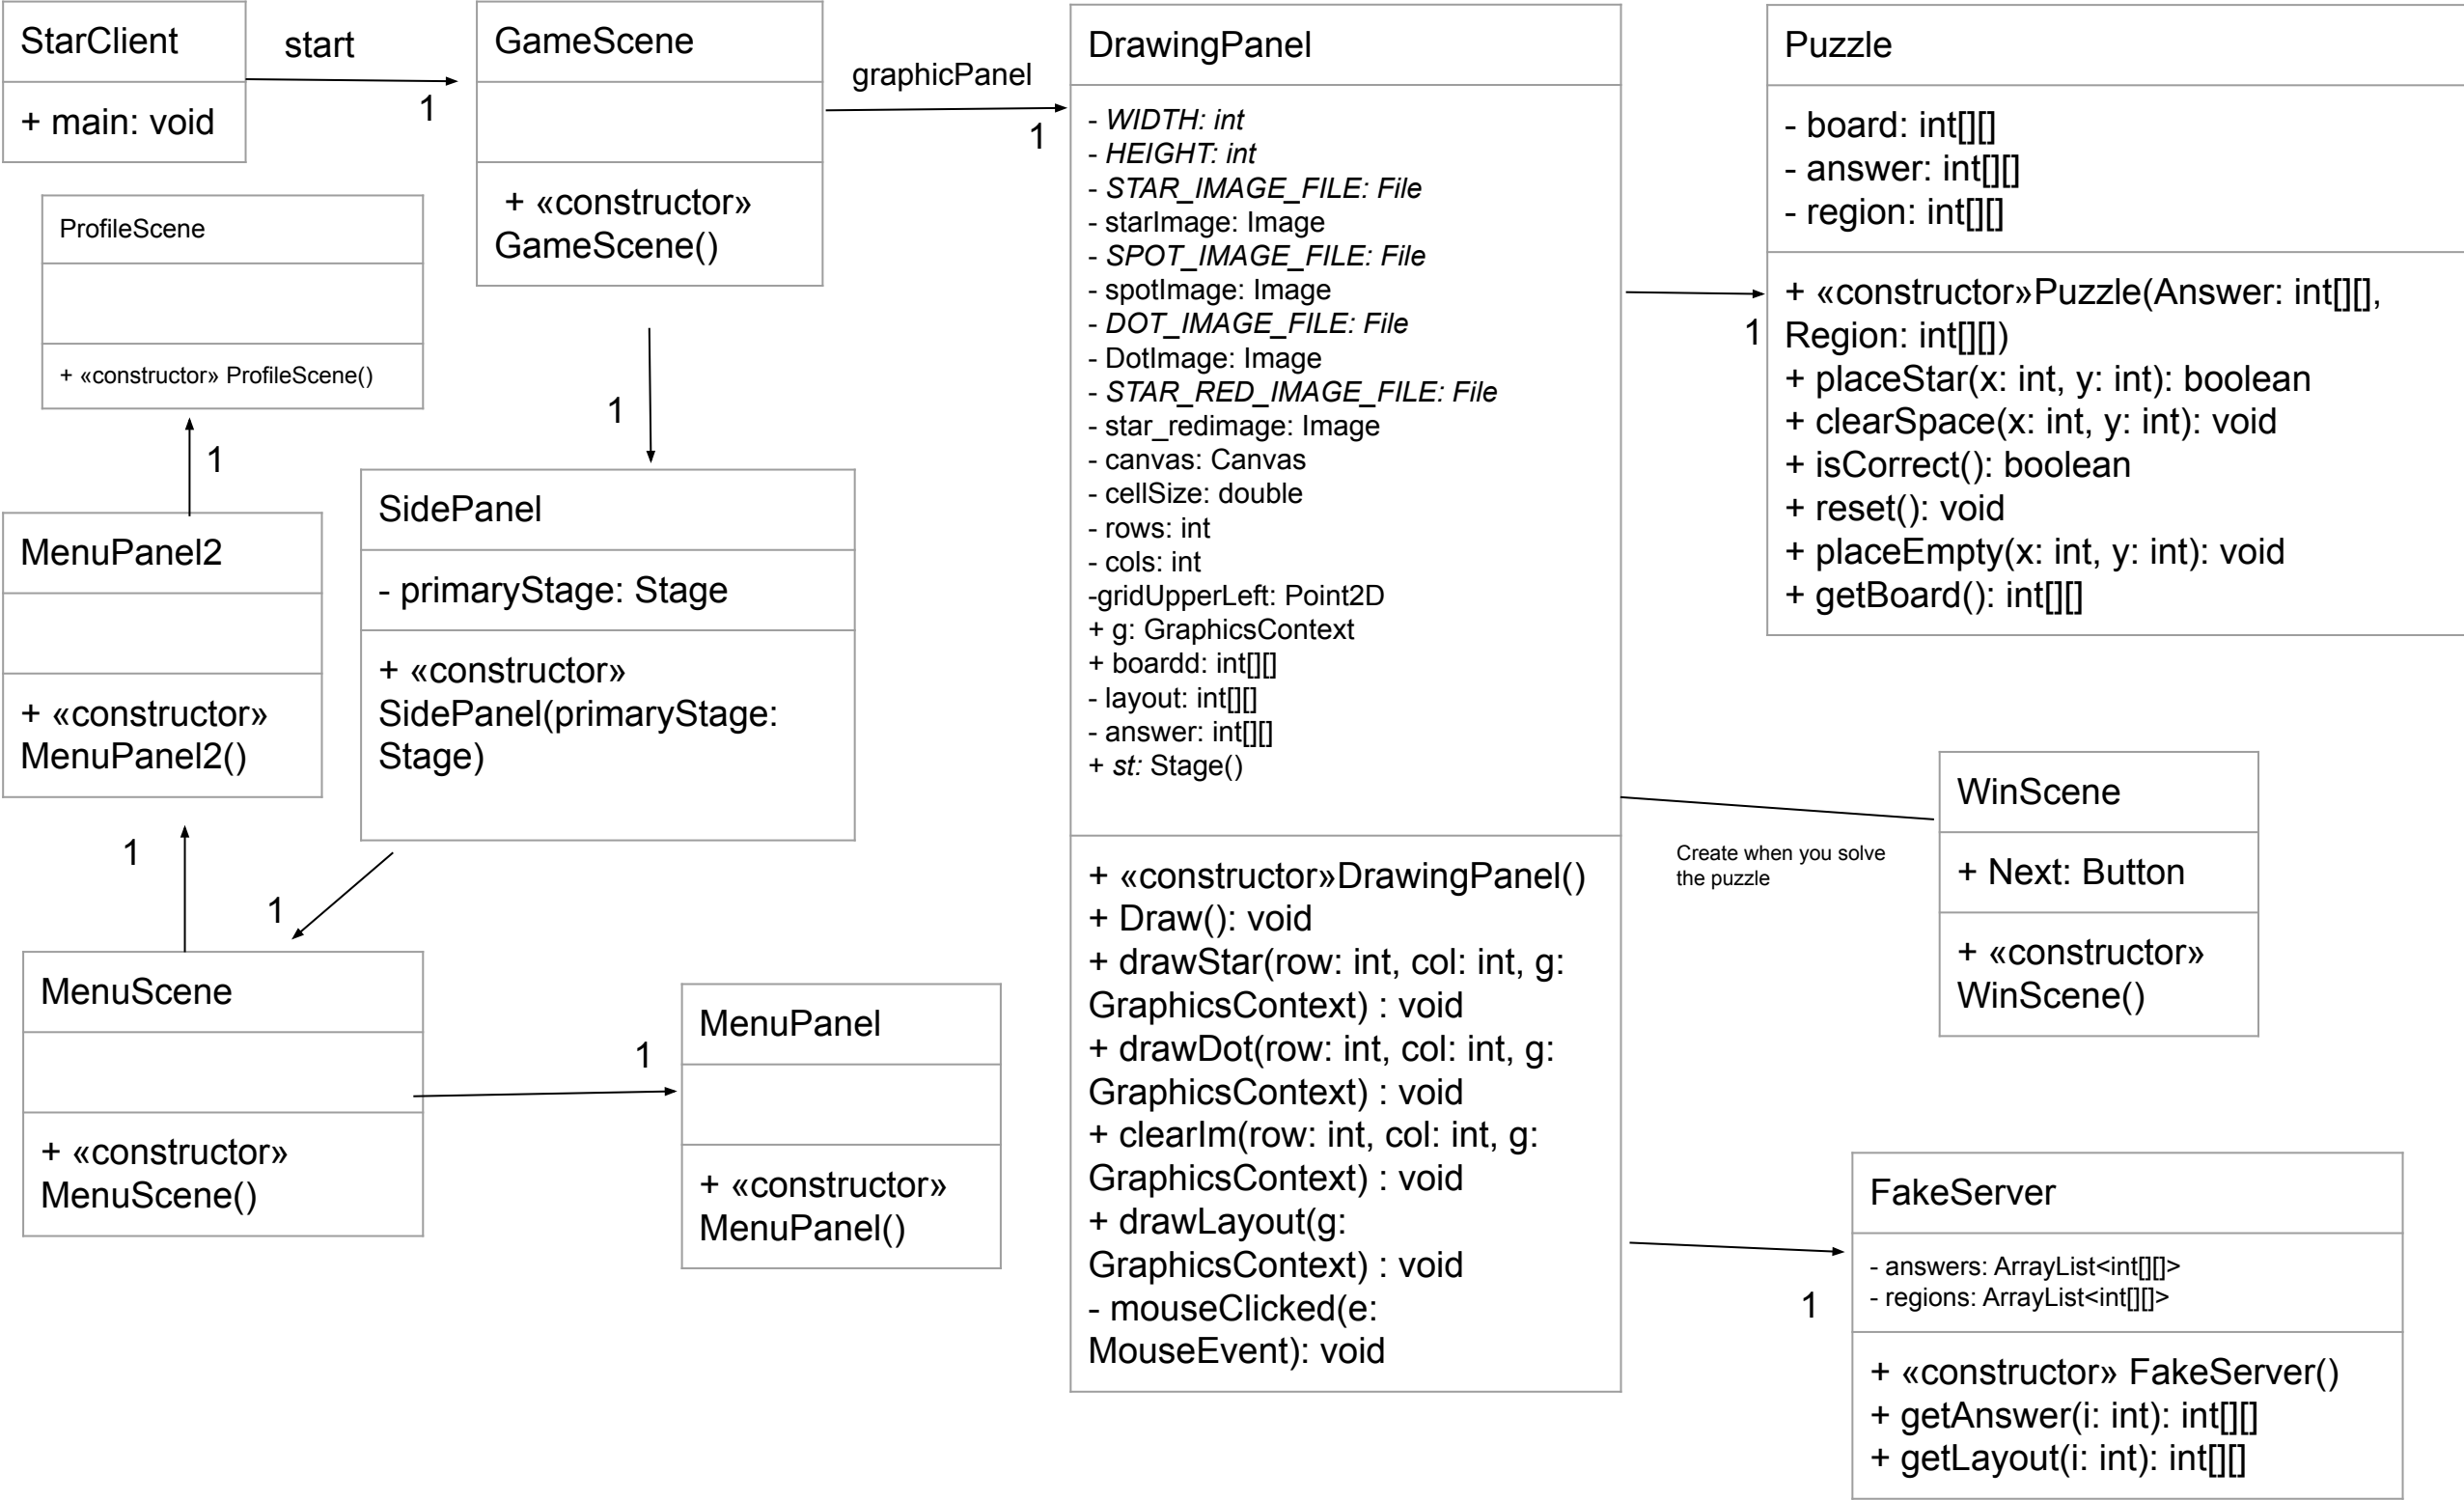 StarClient
+ main: void
start
1
GameScene
+ «constructor»
GameScene()
graphicPanel
1
DrawingPanel
- WIDTH: int
- HEIGHT: int
- STAR_IMAGE_FILE: File
- starImage: Image
- SPOT_IMAGE_FILE: File
- spotImage: Image
- DOT_IMAGE_FILE: File
- DotImage: Image
- STAR_RED_IMAGE_FILE: File
- star_redimage: Image
- canvas: Canvas
- cellSize: double
- rows: int
- cols: int
-gridUpperLeft: Point2D
+ g: GraphicsContext
+ boardd: int[][]
- layout: int[][]
- answer: int[][]
+ st: Stage()
+ «constructor»DrawingPanel()
+ Draw(): void
+ drawStar(row: int, col: int, g:
GraphicsContext) : void
+ drawDot(row: int, col: int, g:
GraphicsContext) : void
+ clearIm(row: int, col: int, g:
GraphicsContext) : void
+ drawLayout(g:
GraphicsContext) : void
- mouseClicked(e:
MouseEvent): void
1
Puzzle
- board: int[][]
- answer: int[][]
- region: int[][]
+ «constructor»Puzzle(Answer: int[][],
Region: int[][])
+ placeStar(x: int, y: int): boolean
+ clearSpace(x: int, y: int): void
+ isCorrect(): boolean
+ reset(): void
+ placeEmpty(x: int, y: int): void
+ getBoard(): int[][]
ProfileScene
+ «constructor» ProfileScene()
1
MenuPanel2
+ «constructor»
MenuPanel2()
1
1
SidePanel
- primaryStage: Stage
+ «constructor»
SidePanel(primaryStage:
Stage)
1
MenuScene
+ «constructor»
MenuScene()
1
MenuPanel
+ «constructor»
MenuPanel()
Create when you solve
the puzzle
WinScene
+ Next: Button
+ «constructor»
WinScene()
1
FakeServer
- answers: ArrayList<int[][]>
- regions: ArrayList<int[][]>
+ «constructor» FakeServer()
+ getAnswer(i: int): int[][]
+ getLayout(i: int): int[][]